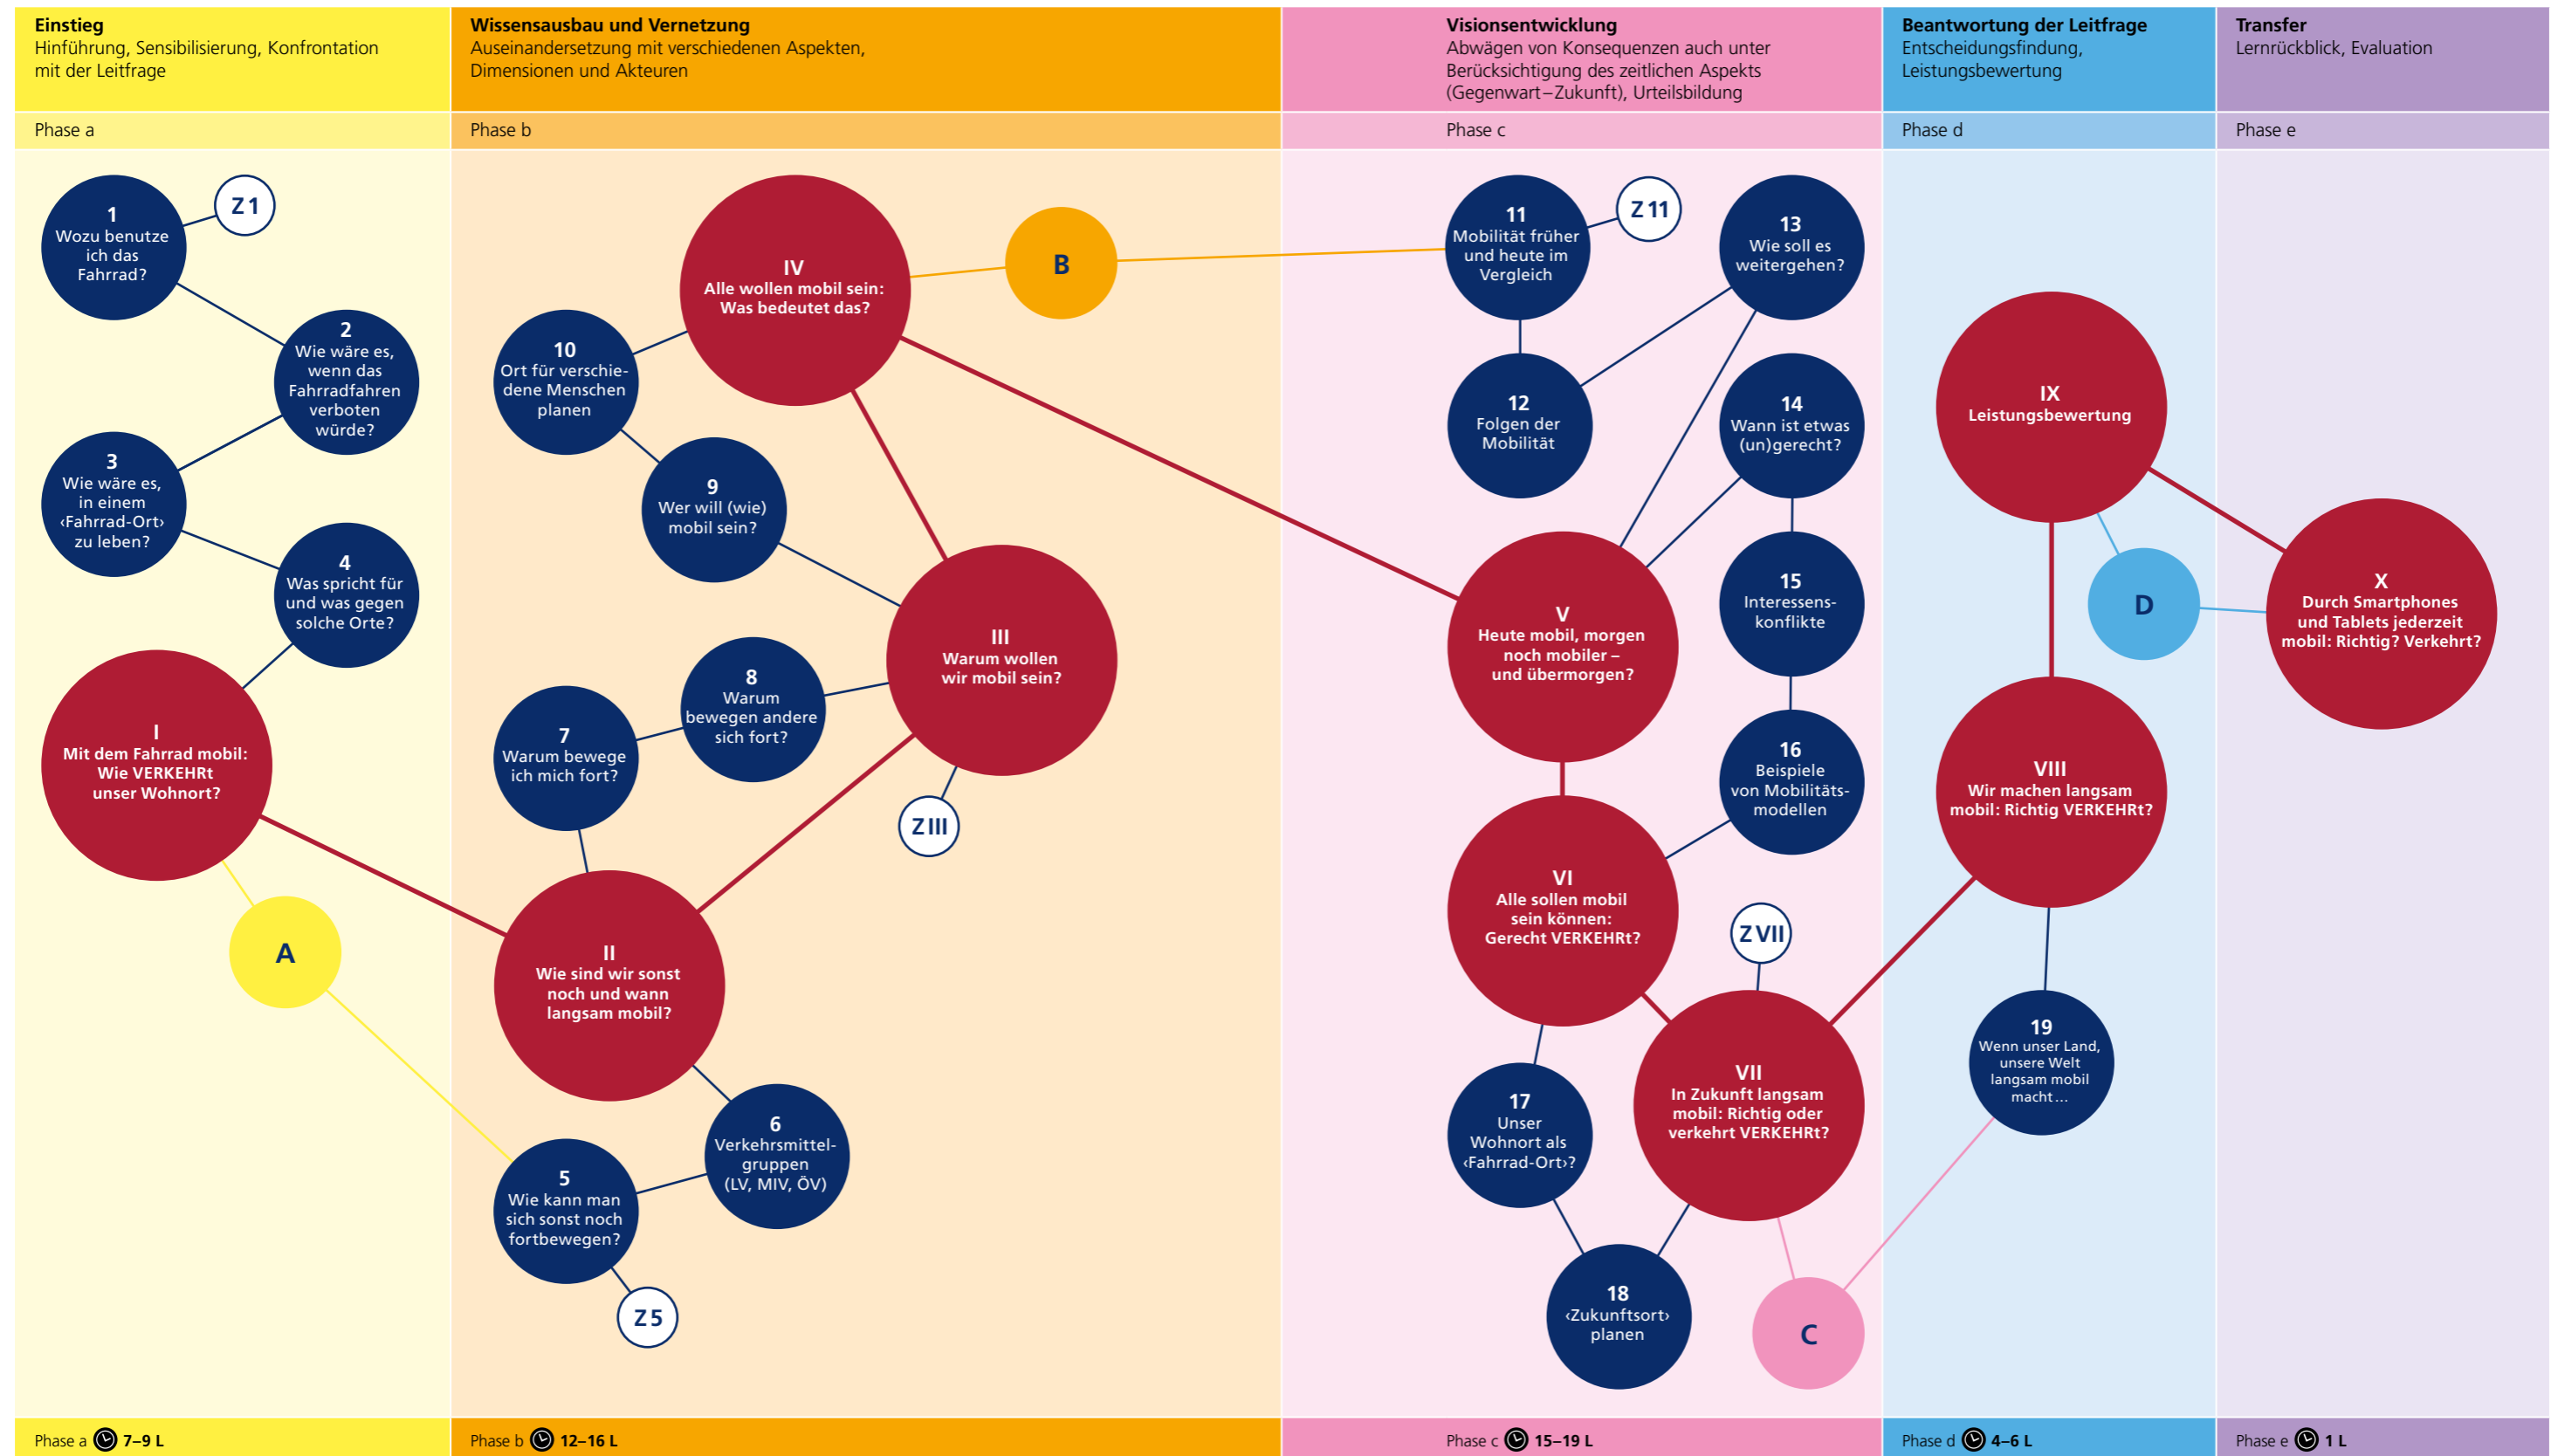 Einstieg
Hinführung, Sensibilisierung, Konfrontation
mit der Leitfrage
Wissensausbau und Vernetzung
Auseinandersetzung mit verschiedenen Aspekten,
Dimensionen und Akteuren
Visionsentwicklung
Abwägen von Konsequenzen auch unter
Berücksichtigung des zeitlichen Aspekts
(Gegenwart–Zukunft), Urteilsbildung
Beantwortung der Leitfrage
Entscheidungsfindung,
Leistungsbewertung
Transfer
Lernrückblick, Evaluation
Phase a
Phase b
Phase c
Phase d
Phase e
1
Wozu benutze
ich das
Fahrrad?
Z 1
2
Wie wäre es,
wenn das
Fahrradfahren
verboten
würde?
3
Wie wäre es,
in einem
‹Fahrrad-Ort›
zu leben?
4
Was spricht für
und was gegen
solche Orte?
I
Mit dem Fahrrad mobil:
Wie VERKEHRt
unser Wohnort?
A
IV
Alle wollen mobil sein:
Was bedeutet das?
B
10
Ort für verschie-
dene Menschen
planen
9
Wer will (wie)
mobil sein?
III
Warum wollen
wir mobil sein?
8
Warum
bewegen andere
sich fort?
7
Warum bewege
ich mich fort?
Z III
II
Wie sind wir sonst
noch und wann
langsam mobil?
6
Verkehrsmittel-
gruppen
(LV, MIV, ÖV)
5
Wie kann man
sich sonst noch
fortbewegen?
Z 5
11
Mobilität früher
und heute im
Vergleich
Z 11
13
Wie soll es
weitergehen?
12
Folgen der
Mobilität
14
Wann ist etwas
(un)gerecht?
V
Heute mobil, morgen
noch mobiler –
und übermorgen?
15
Interessens-
konflikte
16
Beispiele
von Mobilitäts-
modellen
VI
Alle sollen mobil
sein können:
Gerecht VERKEHRt?
Z VII
VII
In Zukunft langsam
mobil: Richtig oder
verkehrt VERKEHRt?
17
Unser
Wohnort als
‹Fahrrad-Ort›?
18
‹Zukunftsort›
planen
C
IX
Leistungsbewertung
D
VIII
Wir machen langsam
mobil: Richtig VERKEHRt?
19
Wenn unser Land,
unsere Welt
langsam mobil
macht…
X
Durch Smartphones
und Tablets jederzeit
mobil: Richtig? Verkehrt?
Phase a 7–9 L
Phase b 12–16 L
Phase c 15–19 L
Phase d 4–6 L
Phase e 1 L